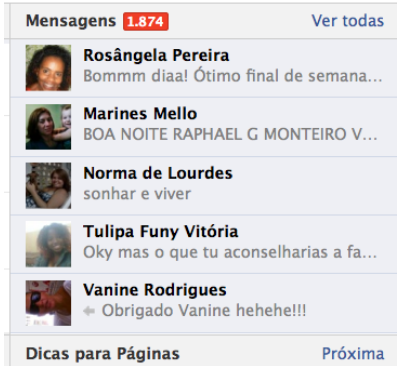 Mensagens 1.874 Ver todas
Rosângela Pereira
Bommm diaa! Ótimo final de semana...
Marines Mello
BOA NOITE RAPHAEL G MONTEIRO V...
Norma de Lourdes
sonhar e viver
Tulipa Funy Vitória
Oky mas o que tu aconselharias a fa...
Vanine Rodrigues
Obrigado Vanine hehehe!!!
Dicas para Páginas Próxima